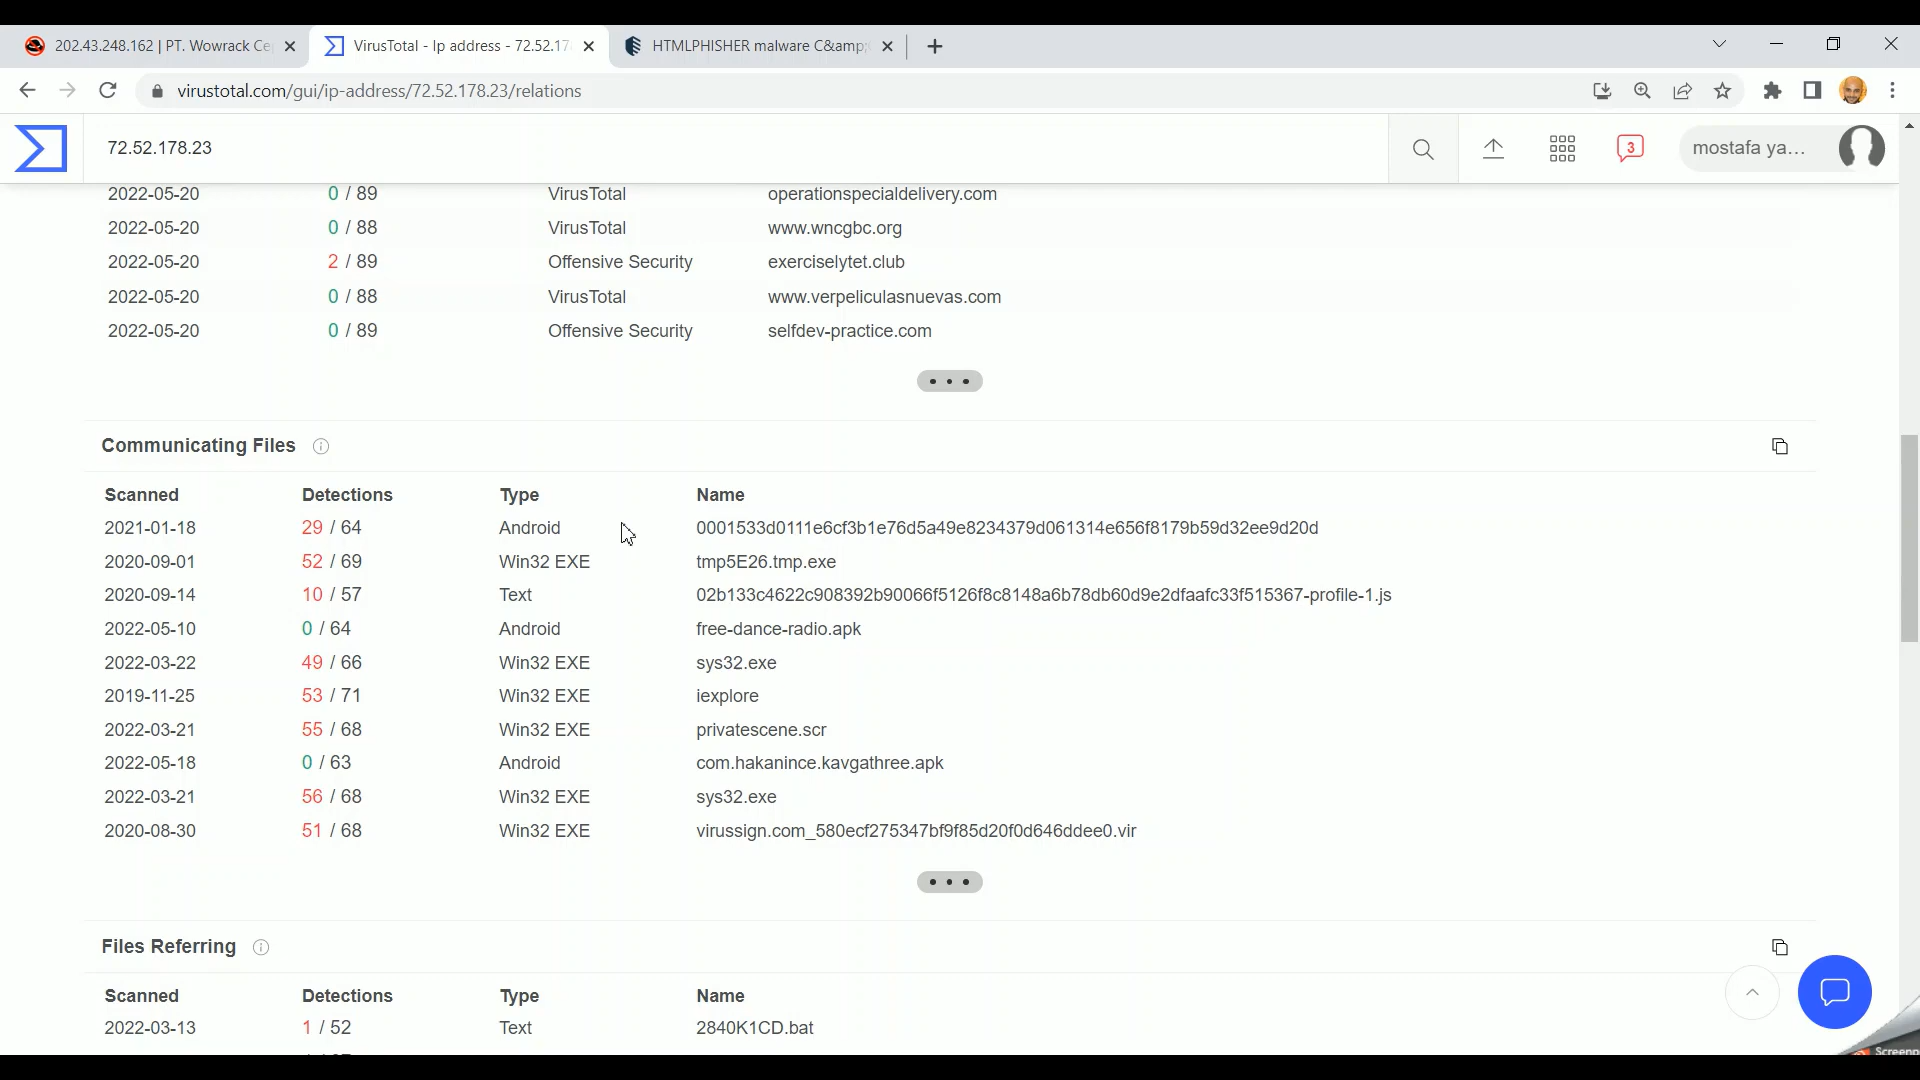 202.43.248.162 | PT. Wowrack Ce
VirusTotal - Ip address - 72.52.17
HTMLPHISHER malware C&amp;
virustotal.com/gui/ip-address/72.52.178.23/relations
72.52.178.23
3
mostafa ya...
2022-05-20 0 / 89 VirusTotal operationspecialdelivery.com
2022-05-20 0 / 88 VirusTotal www.wncgbc.org
2022-05-20 2 / 89 Offensive Security exerciselytet.club
2022-05-20 0 / 88 VirusTotal www.verpeliculasnuevas.com
2022-05-20 0 / 89 Offensive Security selfdev-practice.com
Communicating Files
Scanned Detections Type Name
2021-01-18 29 / 64 Android 0001533d0111e6cf3b1e76d5a49e8234379d061314e656f8179b59d32ee9d20d
2020-09-01 52 / 69 Win32 EXE tmp5E26.tmp.exe
2020-09-14 10 / 57 Text 02b133c4622c908392b90066f5126f8c8148a6b78db60d9e2dfaafc33f515367-profile-1.js
2022-05-10 0 / 64 Android free-dance-radio.apk
2022-03-22 49 / 66 Win32 EXE sys32.exe
2019-11-25 53 / 71 Win32 EXE iexplore
2022-03-21 55 / 68 Win32 EXE privatescene.scr
2022-05-18 0 / 63 Android com.hakanince.kavgathree.apk
2022-03-21 56 / 68 Win32 EXE sys32.exe
2020-08-30 51 / 68 Win32 EXE virussign.com_580ecf275347bf9f85d20f0d646ddee0.vir
Files Referring
Scanned Detections Type Name
2022-03-13 1 / 52 Text 2840K1CD.bat